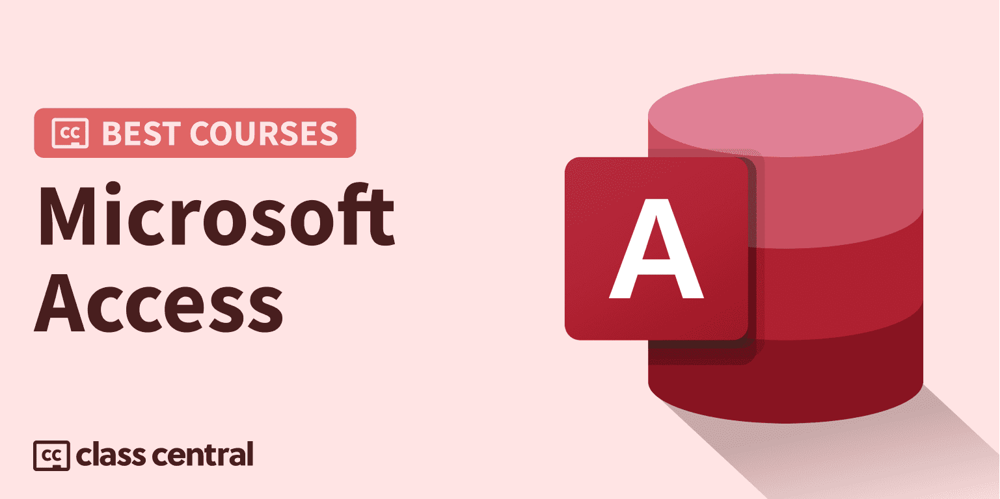 cc BEST COURSES
Microsoft
Access
A
cc class central